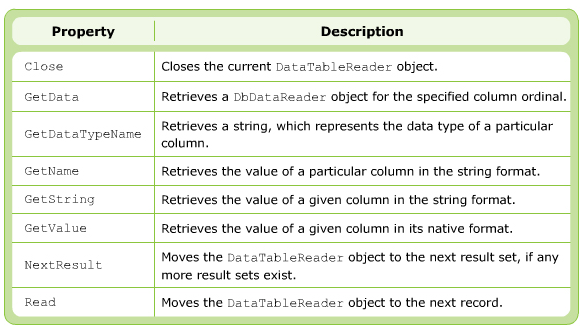 Property Description
Close Closes the current DataTableReader object.
GetData Retrieves a DbDataReader object for the specified column ordinal.
GetDataTypeName Retrieves a string, which represents the data type of a particular
column.
GetName Retrieves the value of a particular column in the string format.
GetString Retrieves the value of a given column in the string format.
GetValue Retrieves the value of a given column in its native format.
NextResult Moves the DataTableReader object to the next result set, if any
more result sets exist.
Read Moves the DataTableReader object to the next record.